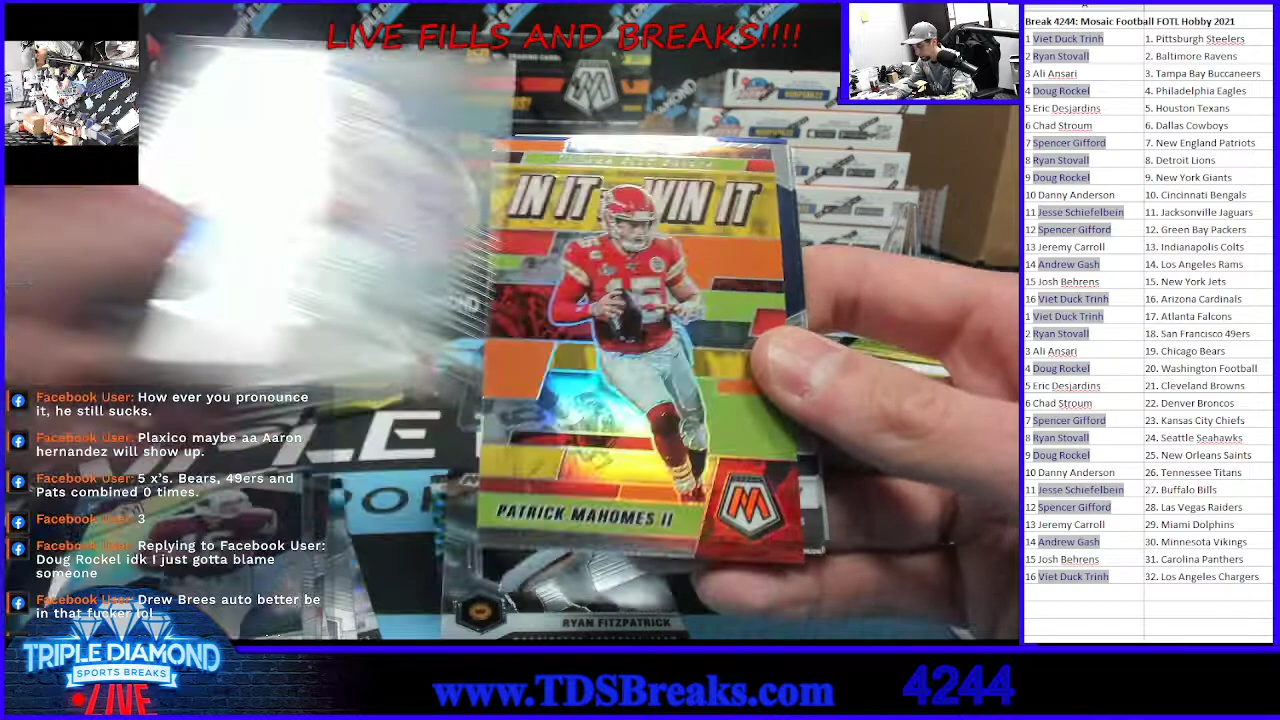 LIVE FILLS AND BREAKS!!!!
IN IT WIN IT
PATRICK MAHOMES II
RYAN FITZPATRICK
Facebook User: How ever you pronounce
it, he still sucks.
Facebook User: Plaxico maybe aa Aaron
hernandez will show up.
Facebook User: 5 x's. Bears, 49ers and
Pats combined 0 times.
Facebook User: 3
Facebook User: Replying to Facebook User:
Doug Rockel idk I just gotta blame
someone
Facebook User: Drew Brees auto better be
in that fucker lol
TRIPLE DIAMOND
SPORTS BREAKS
LIVE
www.TDSBreaks.com
4244
Break 4244: Mosaic Football FOTL Hobby 2021
1 Viet Duck Trinh 1. Pittsburgh Steelers
2 Ryan Stovall 2. Baltimore Ravens
3 Ali Ansari 3. Tampa Bay Buccaneers
4 Doug Rockel 4. Philadelphia Eagles
5 Eric Desjardins 5. Houston Texans
6 Chad Stroum 6. Dallas Cowboys
7 Spencer Gifford 7. New England Patriots
8 Ryan Stovall 8. Detroit Lions
9 Doug Rockel 9. New York Giants
10 Danny Anderson 10. Cincinnati Bengals
11 Jesse Schiefelbein 11. Jacksonville Jaguars
12 Spencer Gifford 12. Green Bay Packers
13 Jeremy Carroll 13. Indianapolis Colts
14 Andrew Gash 14. Los Angeles Rams
15 Josh Behrens 15. New York Jets
16 Viet Duck Trinh 16. Arizona Cardinals
1 Viet Duck Trinh 17. Atlanta Falcons
2 Ryan Stovall 18. San Francisco 49ers
3 Ali Ansari 19. Chicago Bears
4 Doug Rockel 20. Washington Football
5 Eric Desjardins 21. Cleveland Browns
6 Chad Stroum 22. Denver Broncos
7 Spencer Gifford 23. Kansas City Chiefs
8 Ryan Stovall 24. Seattle Seahawks
9 Doug Rockel 25. New Orleans Saints
10 Danny Anderson 26. Tennessee Titans
11 Jesse Schiefelbein 27. Buffalo Bills
12 Spencer Gifford 28. Las Vegas Raiders
13 Jeremy Carroll 29. Miami Dolphins
14 Andrew Gash 30. Minnesota Vikings
15 Josh Behrens 31. Carolina Panthers
16 Viet Duck Trinh 32. Los Angeles Chargers